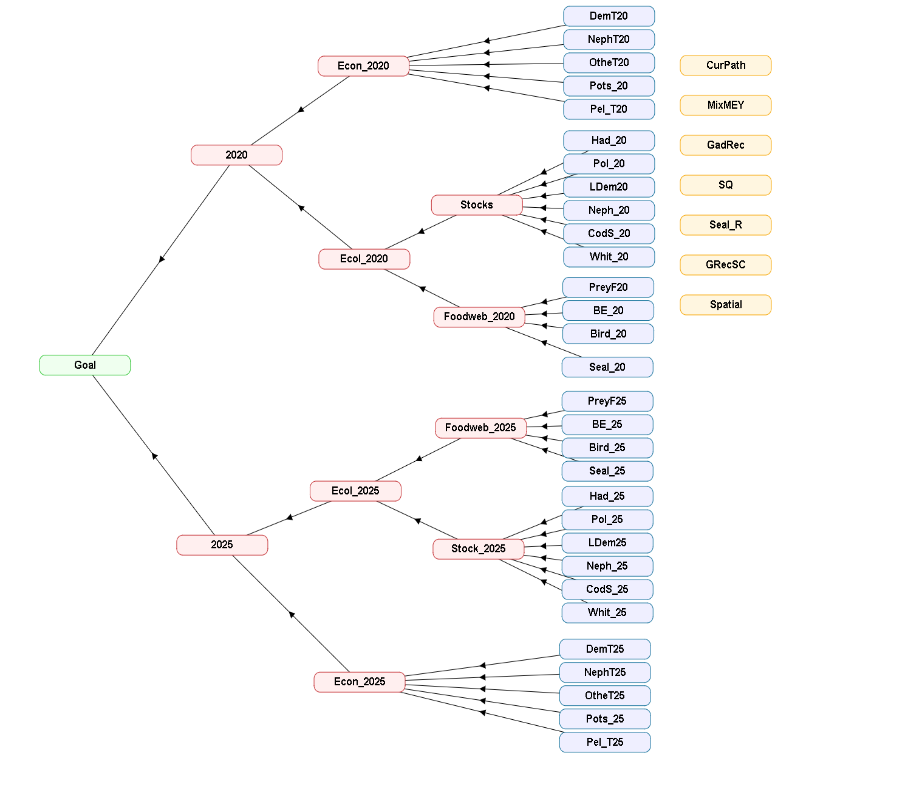 DemT20
NephT20
OtheT20
Pots_20
Pel_T20
Econ_2020
CurPath
MixMEY
GadRec
SQ
Seal_R
GRecSC
Spatial
2020
Had_20
Pol_20
LDem20
Neph_20
CodS_20
Whit_20
Stocks
Ecol_2020
PreyF20
BE_20
Bird_20
Seal_20
Foodweb_2020
Goal
PreyF25
BE_25
Bird_25
Seal_25
Foodweb_2025
Ecol_2025
Had_25
Pol_25
LDem25
Neph_25
CodS_25
Whit_25
Stock_2025
2025
DemT25
NephT25
OtheT25
Pots_25
Pel_T25
Econ_2025